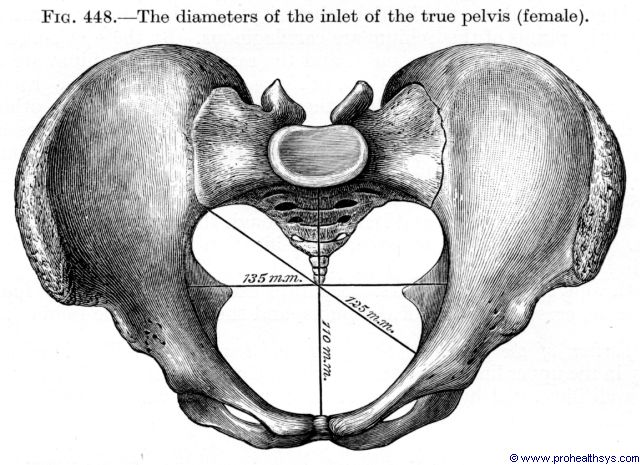 FIG. 448.—The diameters of the inlet of the true pelvis (female).
135 m.m.
125 m.m.
110 m.m.
© www.prohealthsys.com